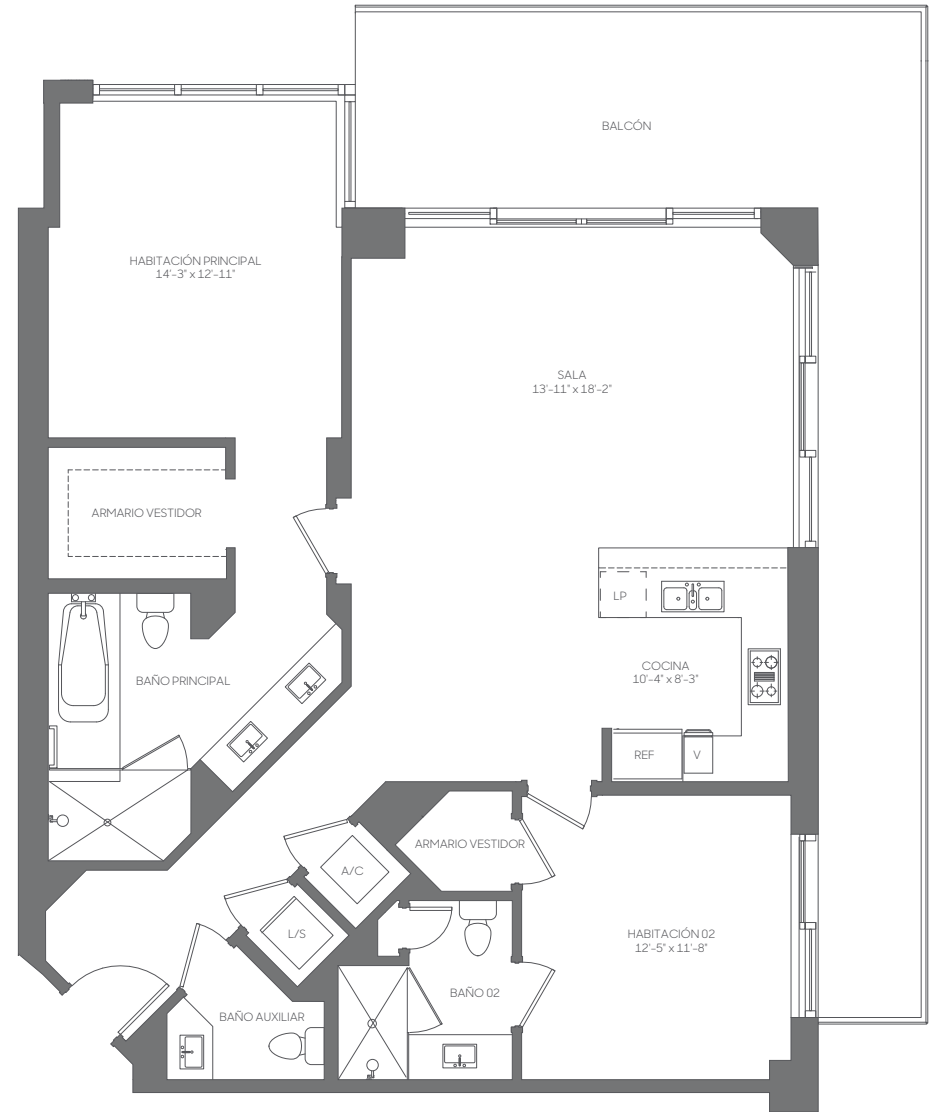 BALCÓN
HABITACIÓN PRINCIPAL
14'-3" x 12'-11"
SALA
13'-11" x 18'-2"
ARMARIO VESTIDOR
LP
COCINA
10'-4" x 8'-3"
BAÑO PRINCIPAL
REF
V
ARMARIO VESTIDOR
A/C
L/S
HABITACIÓN 02
12'-5" x 11'-8"
BAÑO 02
BAÑO AUXILIAR